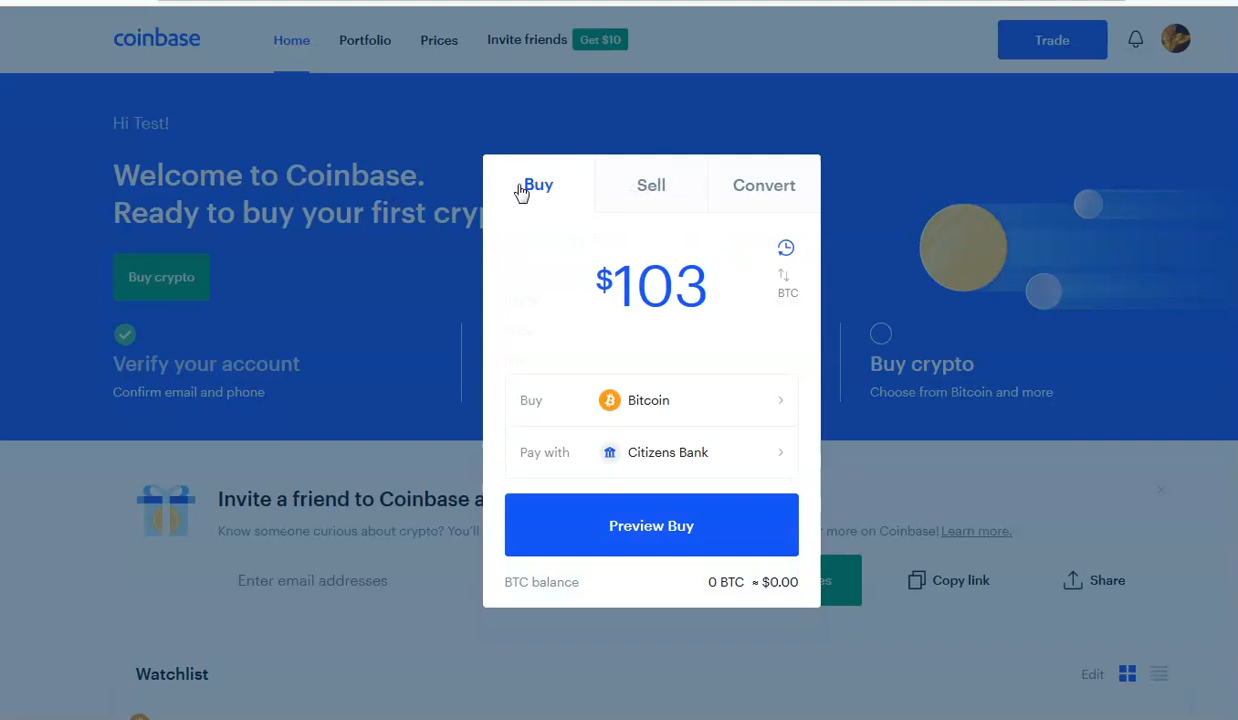 coinbase
Home
Portfolio
Prices
Invite friends
Get $10
Trade
Hi Test!
Welcome to Coinbase.
Ready to buy your first cry
Buy crypto
Verify your account
Confirm email and phone
Buy crypto
Choose from Bitcoin and more
Buy
Sell
Convert
$103
BTC
Buy
Bitcoin
Pay with
Citizens Bank
Preview Buy
BTC balance
0 BTC ≈ $0.00
Invite a friend to Coinbase a
Know someone curious about crypto? You'll
more on Coinbase! Learn more.
Enter email addresses
es
Copy link
Share
Watchlist
Edit